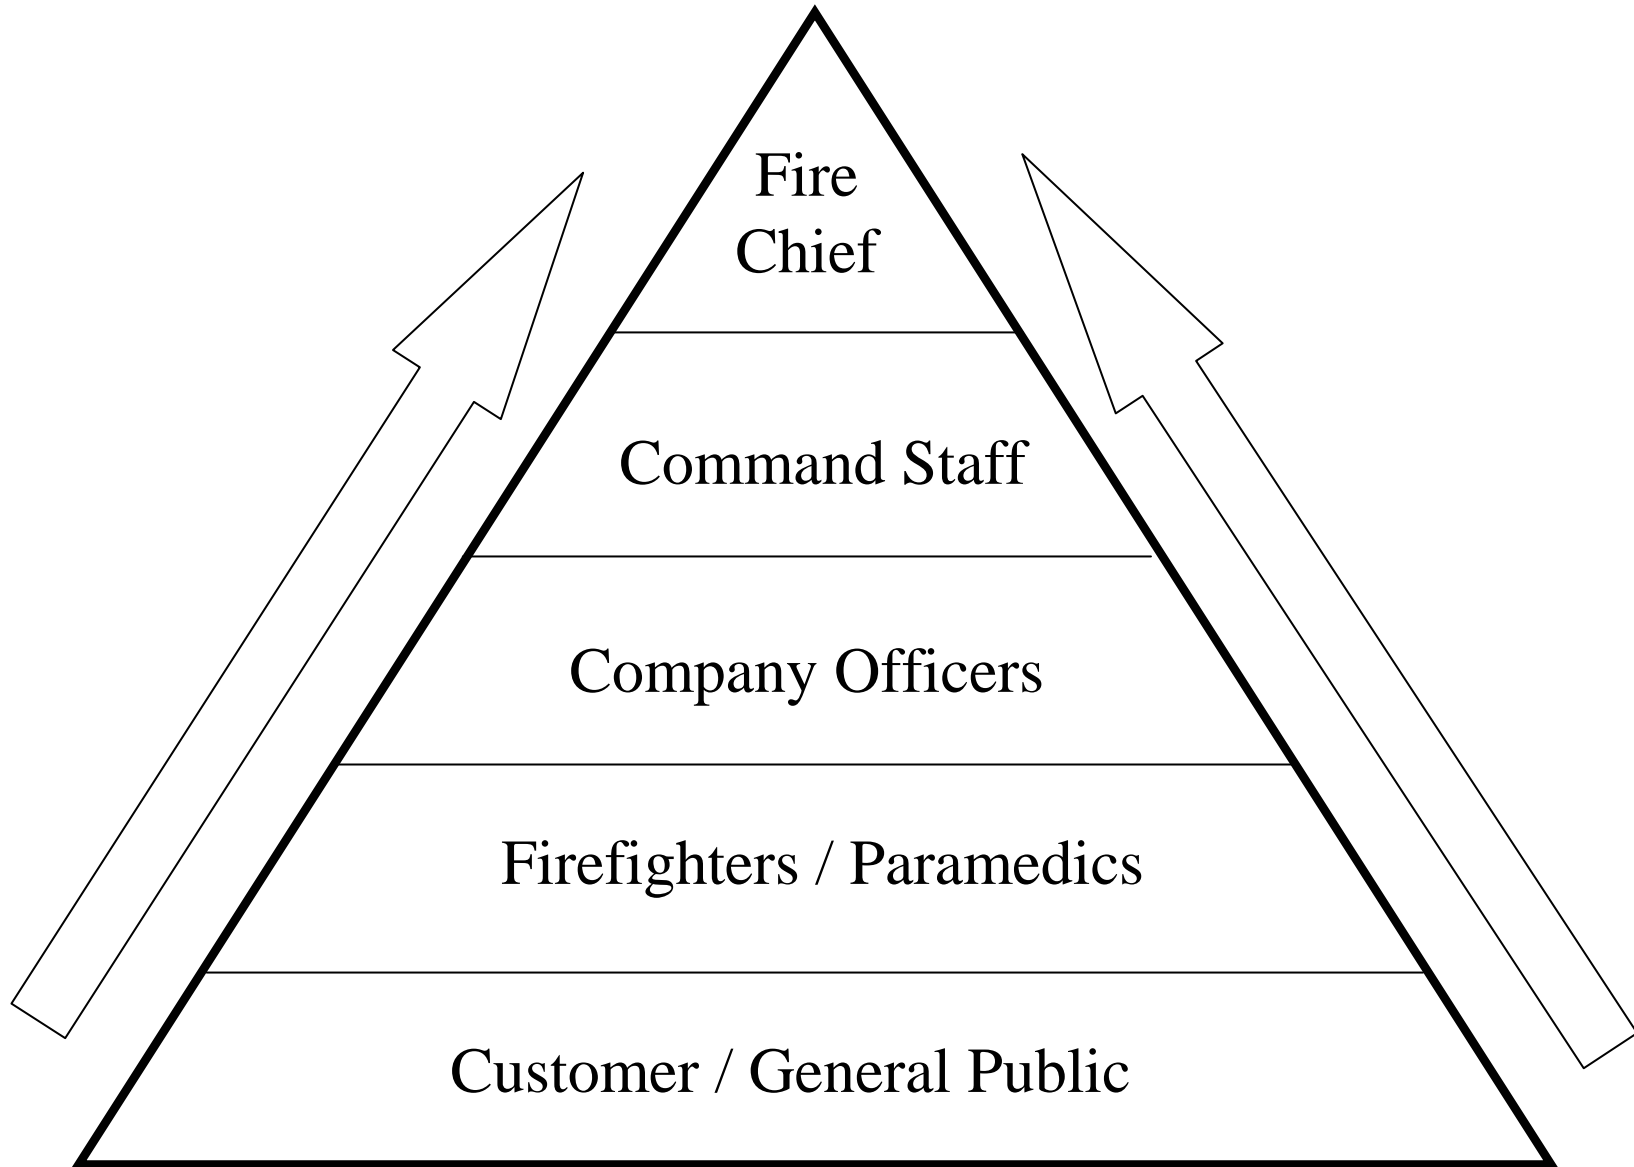 Fire
Chief
Command Staff
Company Officers
Firefighters / Paramedics
Customer / General Public